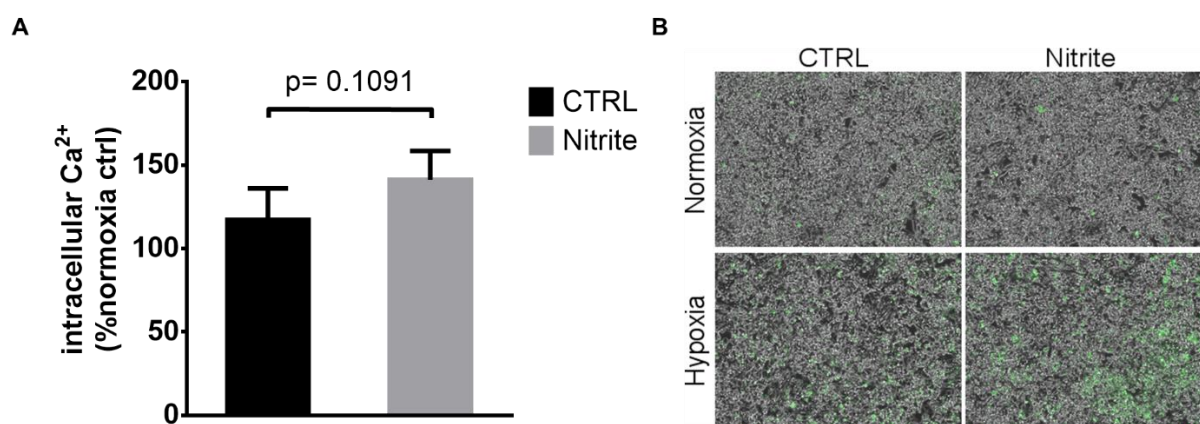 A
intracellular Ca²⁺
(%normoxia ctrl)
200
150
100
50
0
p= 0.1091
CTRL
Nitrite
B
CTRL
Nitrite
Normoxia
Hypoxia